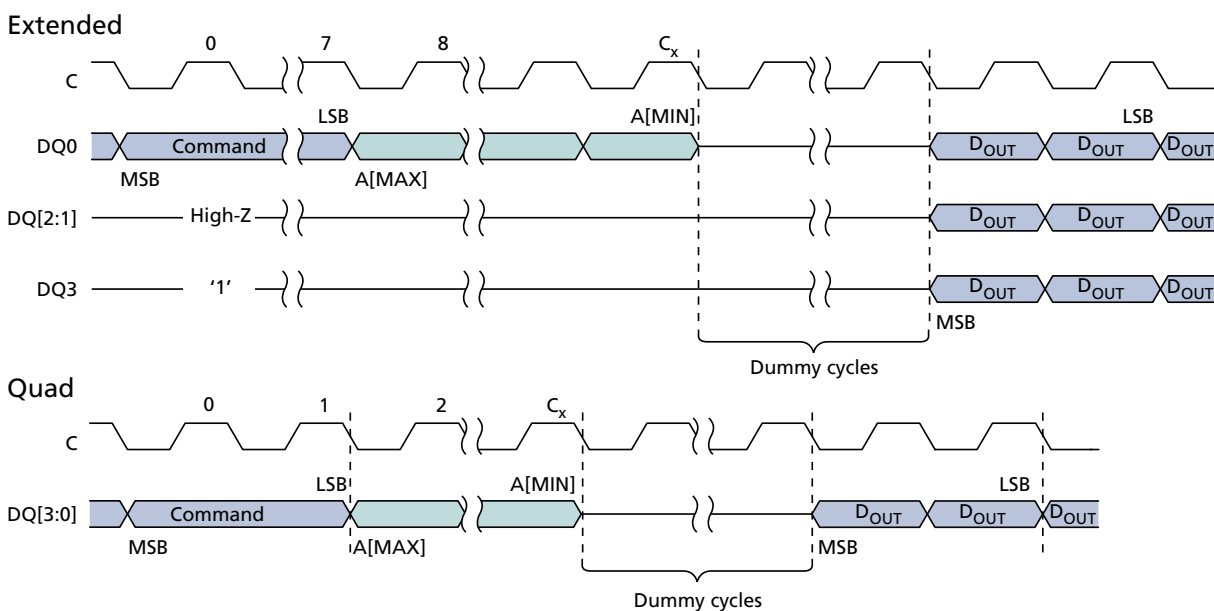 Extended
0 7 8 Cx
C
LSB A[MIN] LSB
DQ0 Command DOUT DOUT DOUT
MSB A[MAX]
DQ[2:1] High-Z DOUT DOUT DOUT
DQ3 ‘1’ DOUT DOUT DOUT
MSB
Dummy cycles
Quad
0 1 2 Cx
C
LSB A[MIN] LSB
DQ[3:0] Command DOUT DOUT DOUT
MSB A[MAX] MSB
Dummy cycles